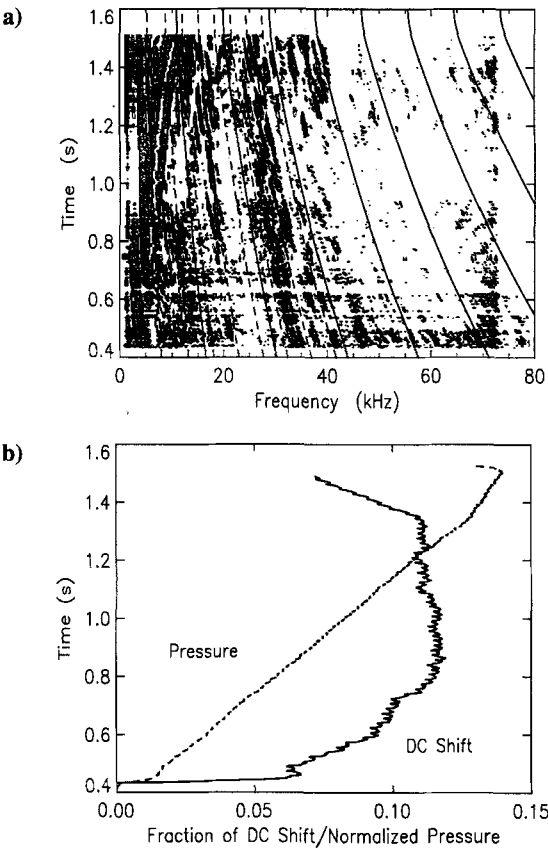 a)
1.6
1.4
1.2
1.0
0.8
0.6
0.4
Time (s)
0 20 40 60 80
Frequency (kHz)
b)
1.6
1.4
1.2
1.0
0.8
0.6
0.4
Time (s)
Pressure
DC Shift
0.00 0.05 0.10 0.15
Fraction of DC Shift/Normalized Pressure